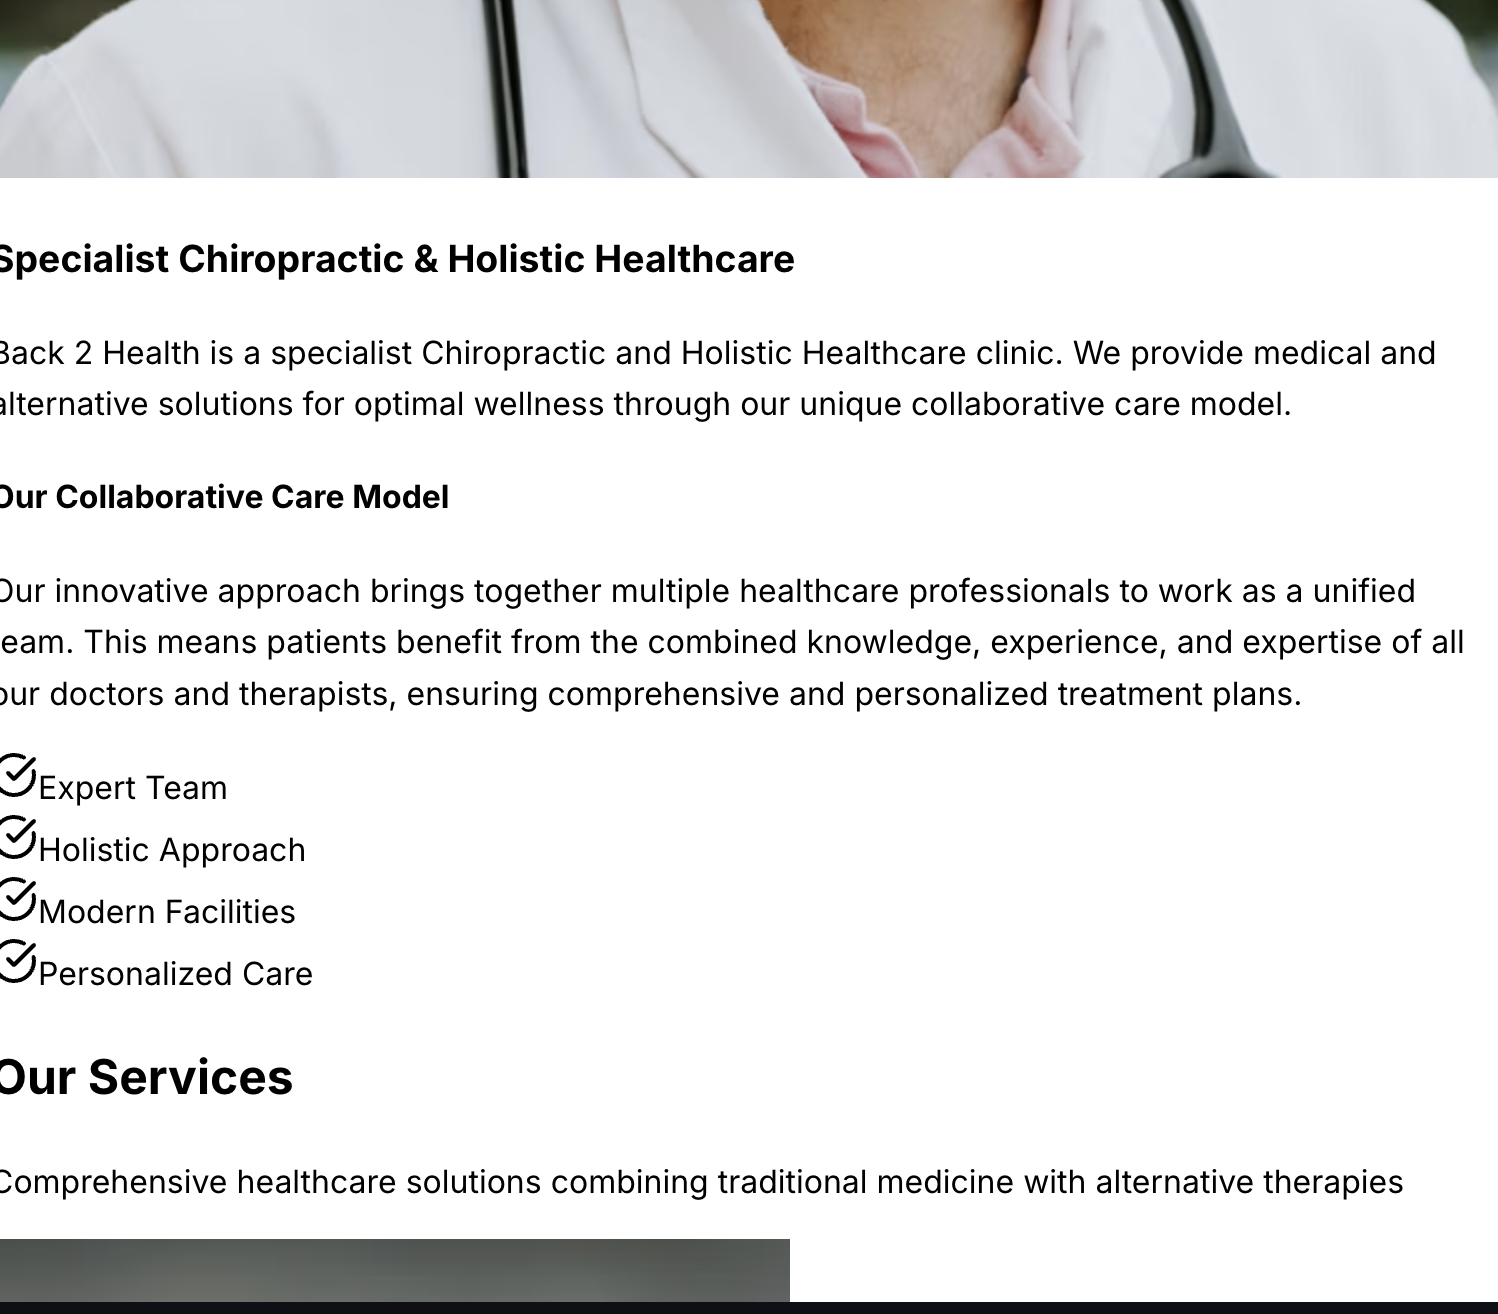 Specialist Chiropractic & Holistic Healthcare
Back 2 Health is a specialist Chiropractic and Holistic Healthcare clinic. We provide medical and
alternative solutions for optimal wellness through our unique collaborative care model.
Our Collaborative Care Model
Our innovative approach brings together multiple healthcare professionals to work as a unified
team. This means patients benefit from the combined knowledge, experience, and expertise of all
our doctors and therapists, ensuring comprehensive and personalized treatment plans.
Expert Team
Holistic Approach
Modern Facilities
Personalized Care
Our Services
Comprehensive healthcare solutions combining traditional medicine with alternative therapies